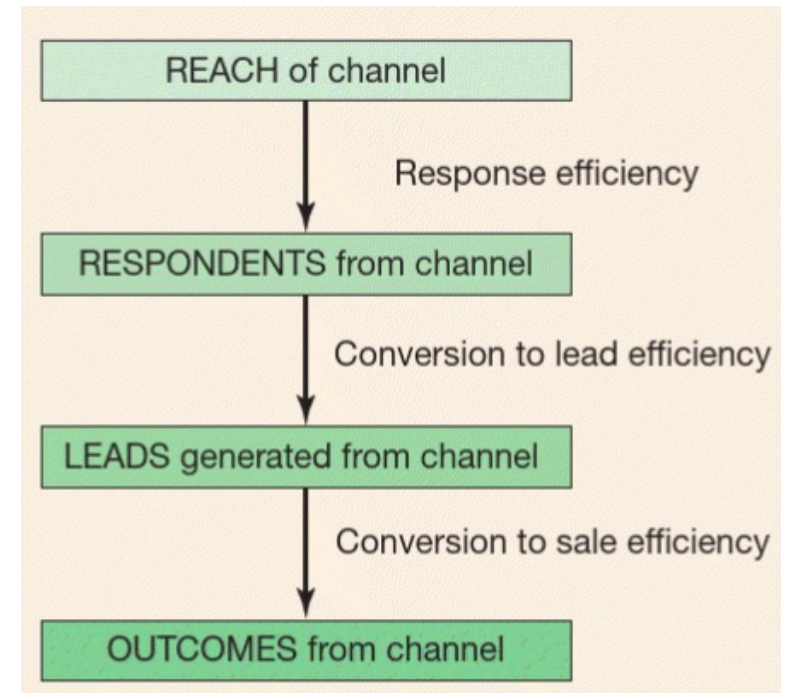 REACH of channel
Response efficiency
RESPONDENTS from channel
Conversion to lead efficiency
LEADS generated from channel
Conversion to sale efficiency
OUTCOMES from channel